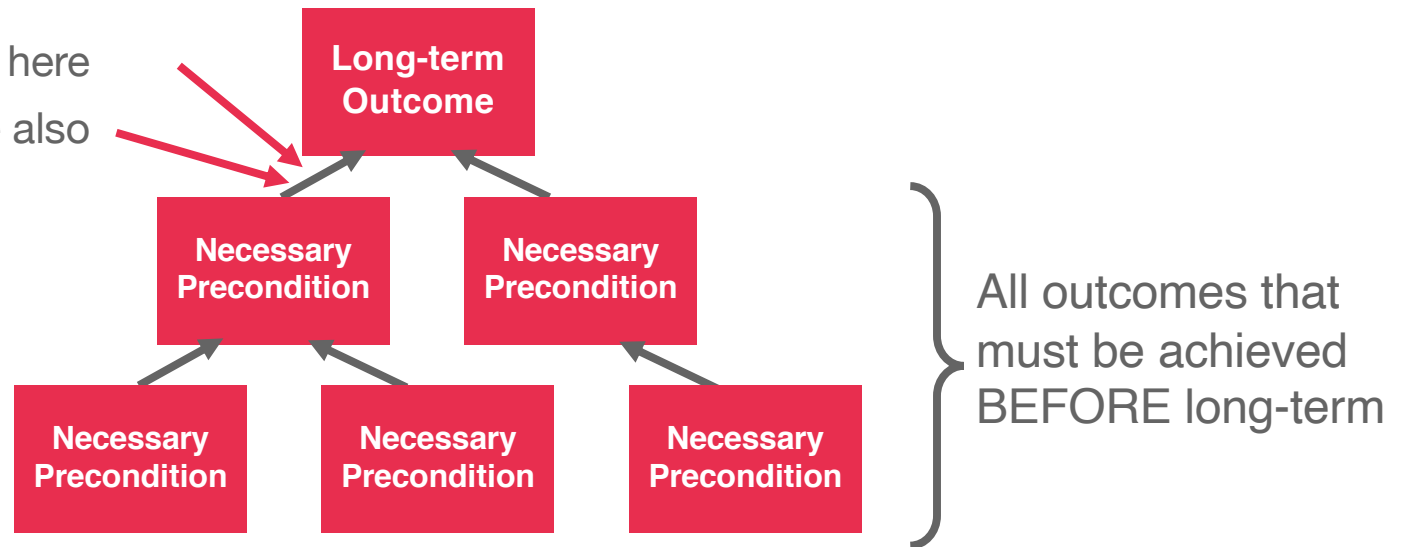 here
also
Long-term
Outcome
Necessary
Precondition
Necessary
Precondition
All outcomes that
must be achieved
BEFORE long-term
Necessary
Precondition
Necessary
Precondition
Necessary
Precondition